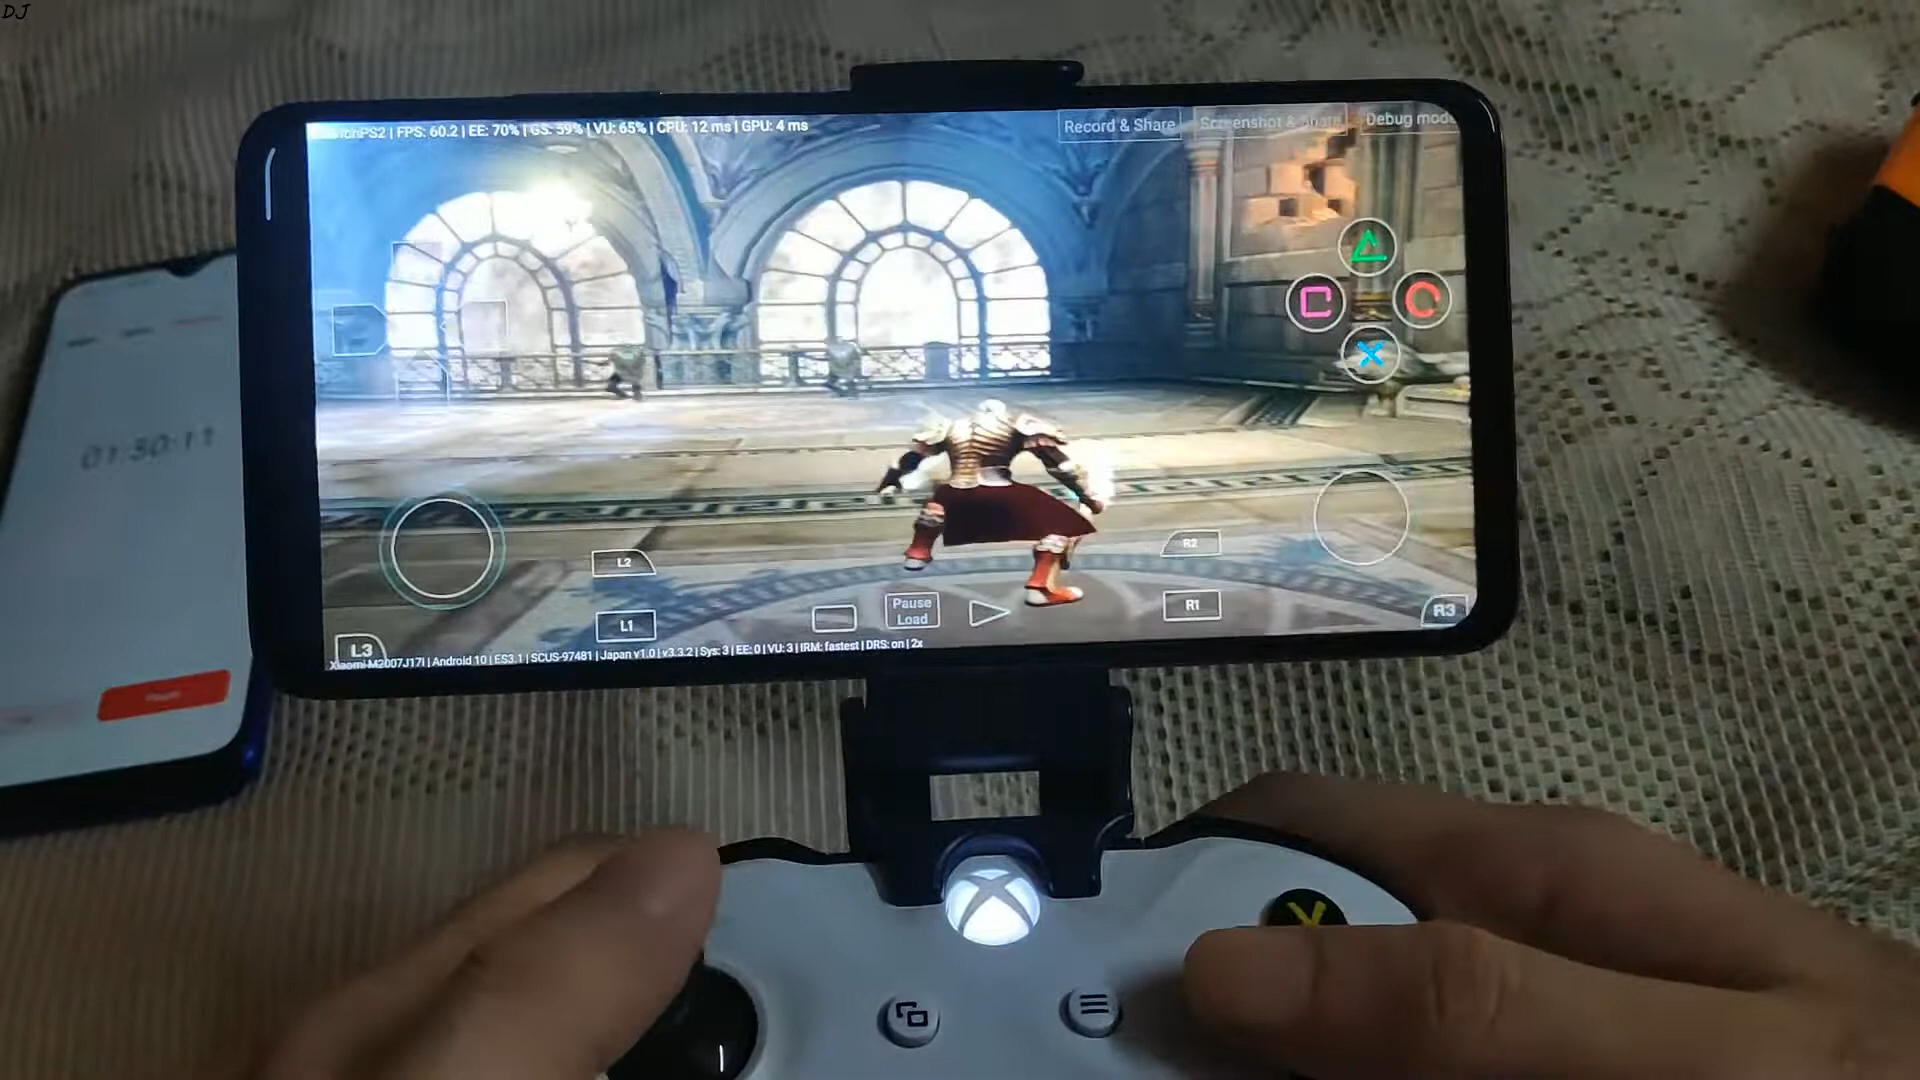 DJ
FPS: 60.2 | EE: 70% | GS: 59% | VU: 65% | CPU: 12 ms | GPU: 4 ms
Record & Share
Screenshot & Share
Debug mode
01:30:11
L2
R2
L1
Pause
Load
R1
R3
L3
Xiaomi M2007J17I | Android 10 | ES3.1 | SCUS-97481 | Japan v1.0 | v3.3.2 | Sys: 3 | EE: 0 | VU: 3 | IRM: fastest | DRS: on | 2x
Y